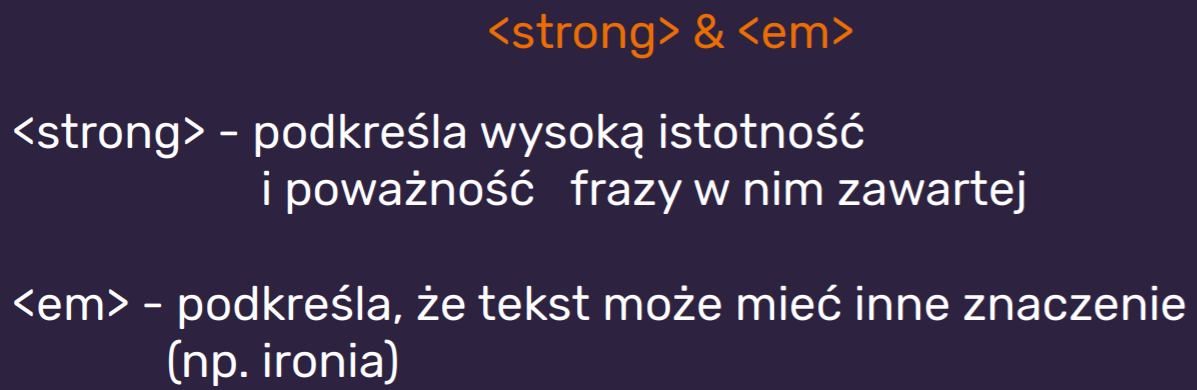 <strong> & <em>
<strong> - podkreśla wysoką istotność
i poważność frazy w nim zawartej
<em> - podkreśla, że tekst może mieć inne znaczenie
(np. ironia)